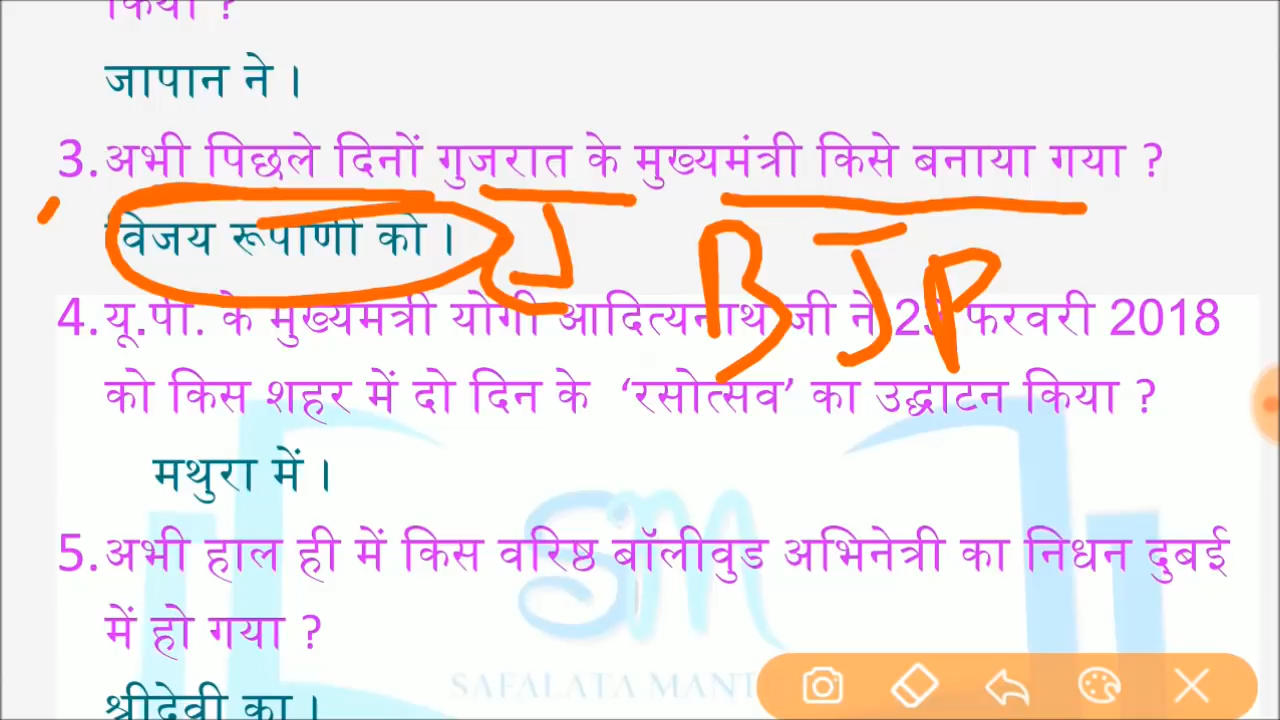 किया ?
जापान ने ।
3. अभी पिछले दिनों गुजरात के मुख्यमंत्री किसे बनाया गया ?
विजय रूपाणी को ।
BJP
4. यू.पी. के मुख्यमंत्री योगी आदित्यनाथ जी ने फरवरी 2018
को किस शहर में दो दिन के ‘रसोत्सव’ का उद्घाटन किया ?
मथुरा में ।
5. अभी हाल ही में किस वरिष्ठ बॉलीवुड अभिनेत्री का निधन दुबई
में हो गया ?
श्रीदेवी का ।
SM
SAFALATA